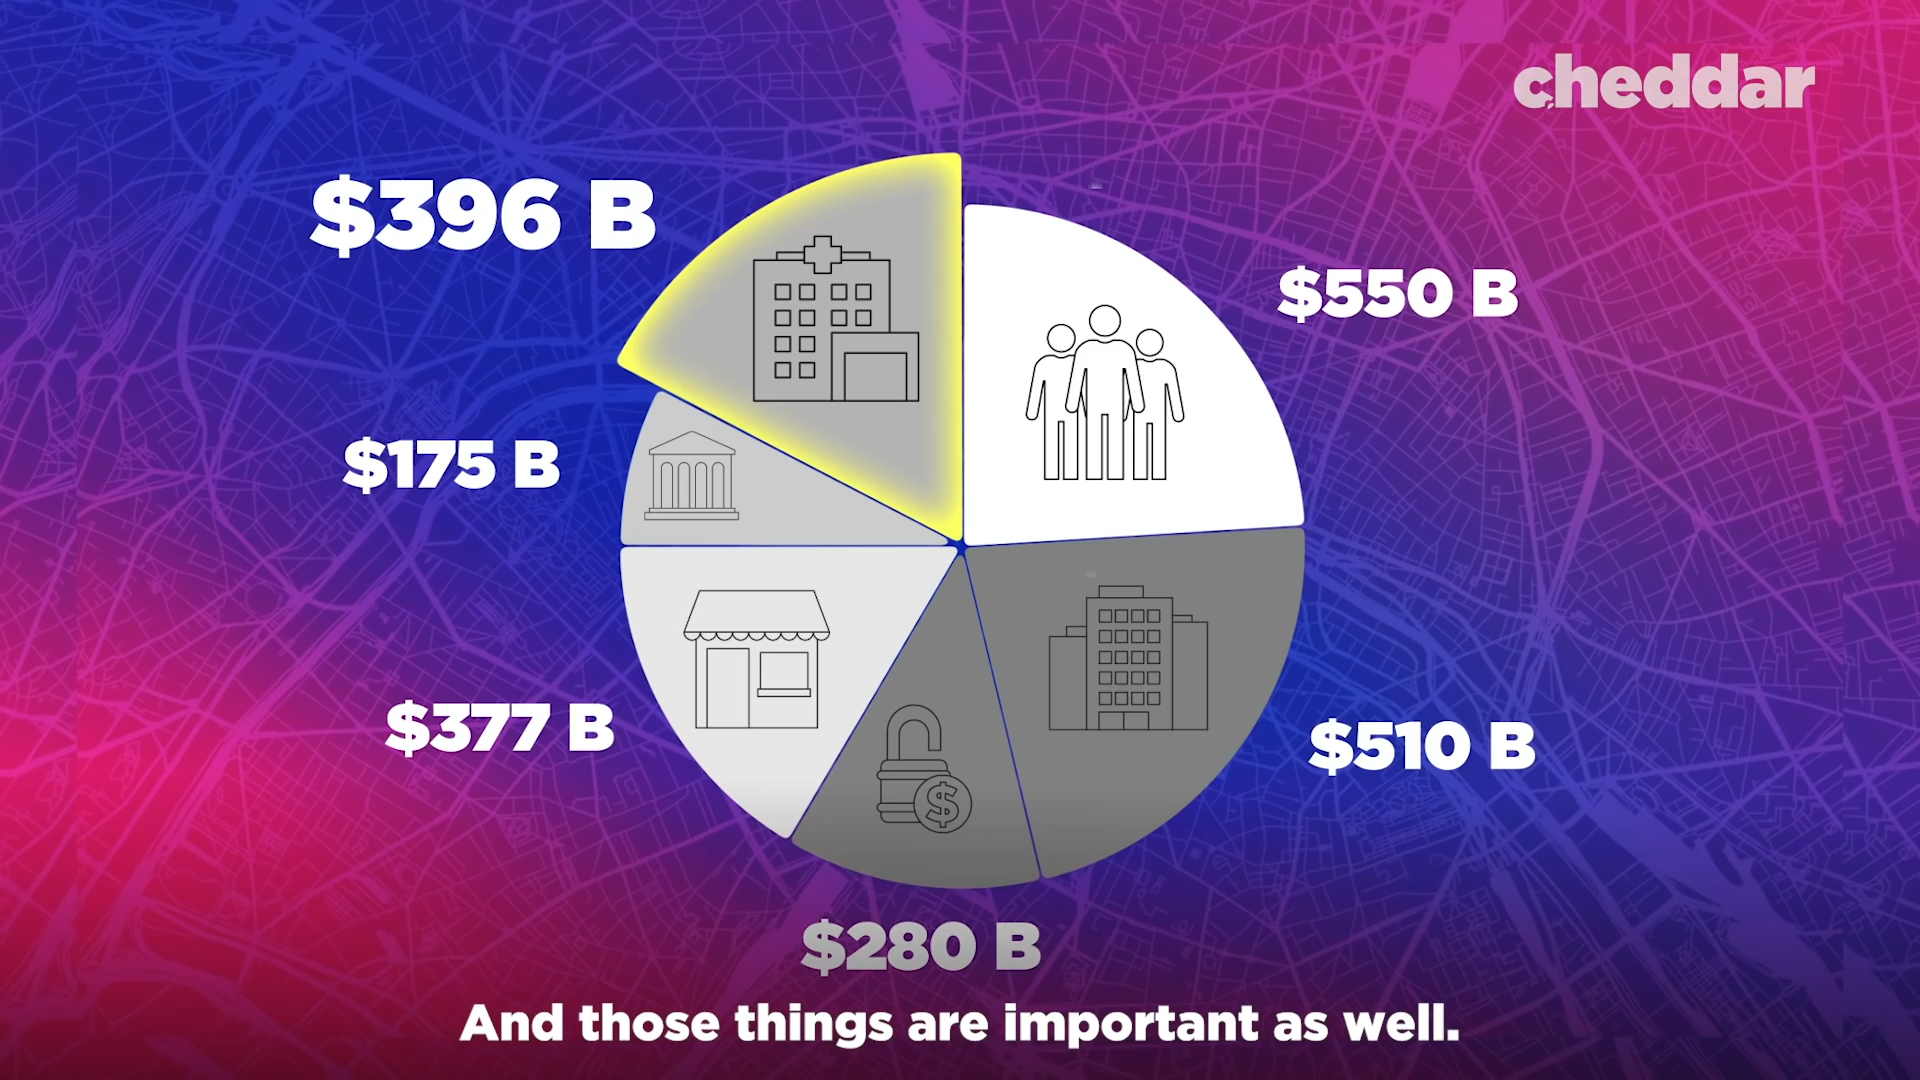 cheddar
$396 B
$550 B
$175 B
$377 B
$510 B
$
$280 B
And those things are important as well.